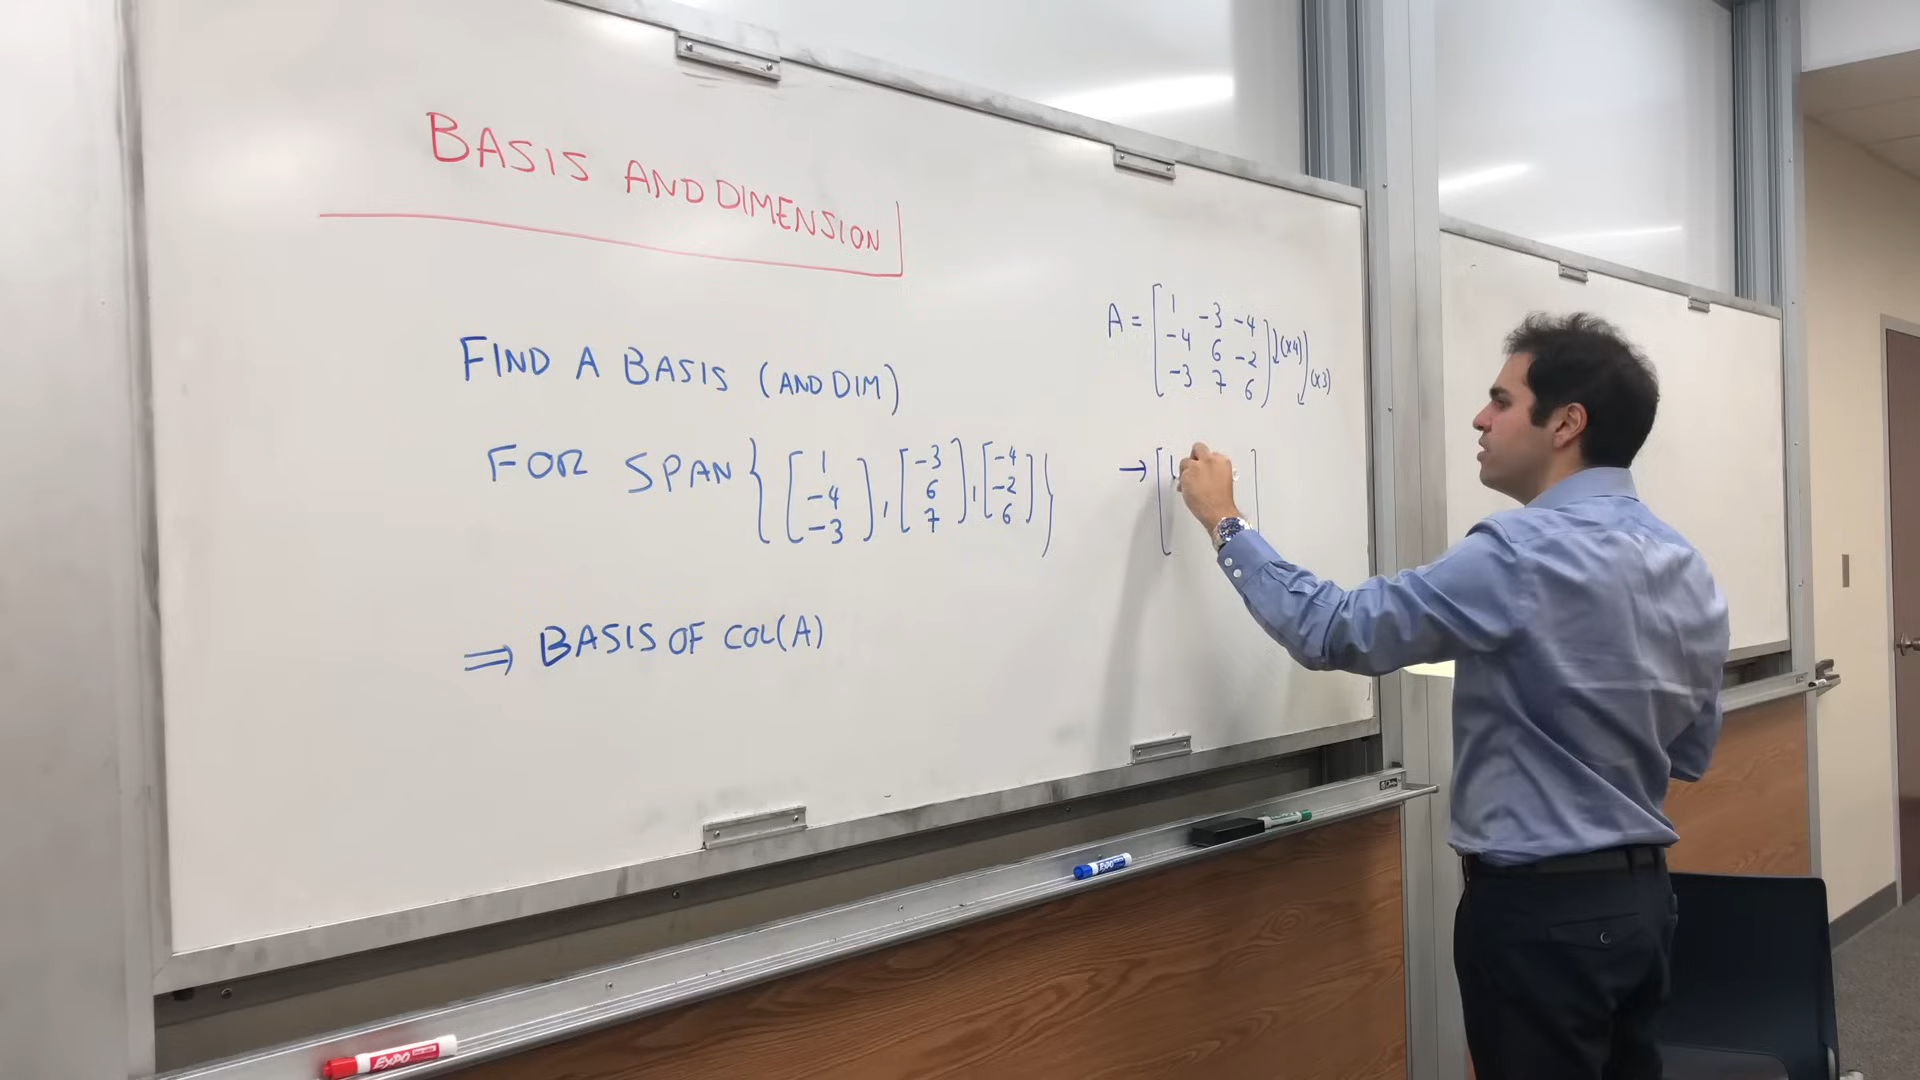 BASIS AND DIMENSION
FIND A BASIS (AND DIM)
FOR SPAN { [1 -4 -3], [-3 6 7], [-4 -2 6] }
⇒ BASIS OF COL(A)
A = [ 1 -3 -4
-4 6 -2 (x4)
-3 7 6 ] (x3)
→ [ 1 ]
EXPO
EXPO